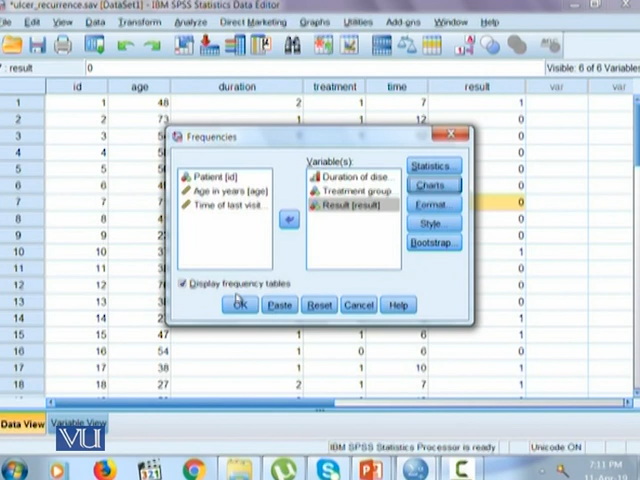 *ulcer_recurrence.sav [DataSet1] - IBM SPSS Statistics Data Editor
File Edit View Data Transform Analyze Direct Marketing Graphs Utilities Add-ons Window Help
7 : result 0 Visible: 6 of 6 Variables
id age duration treatment time result var var
1 1 48 2 1 7 1
2 2 73 1 1 12 0
3 3 0
4 4 0
5 5 0
6 6 0
7 7 0
8 8 0
9 9 0
10 10 1
11 11 0
12 12 0
13 13 0
14 14 1
15 15 47 1 1 6 1
16 16 54 1 0 6 0
17 17 38 1 1 10 1
18 18 27 2 1 7 1
Frequencies
Variable(s):
Patient [id]
Age in years [age]
Time of last visit...
Duration of dise...
Treatment group
Result [result]
Statistics...
Charts...
Format...
Style...
Bootstrap...
Display frequency tables
OK Paste Reset Cancel Help
Data View Variable View
VU
IBM SPSS Statistics Processor is ready Unicode:ON
321
7:11 PM
11-Apr-19